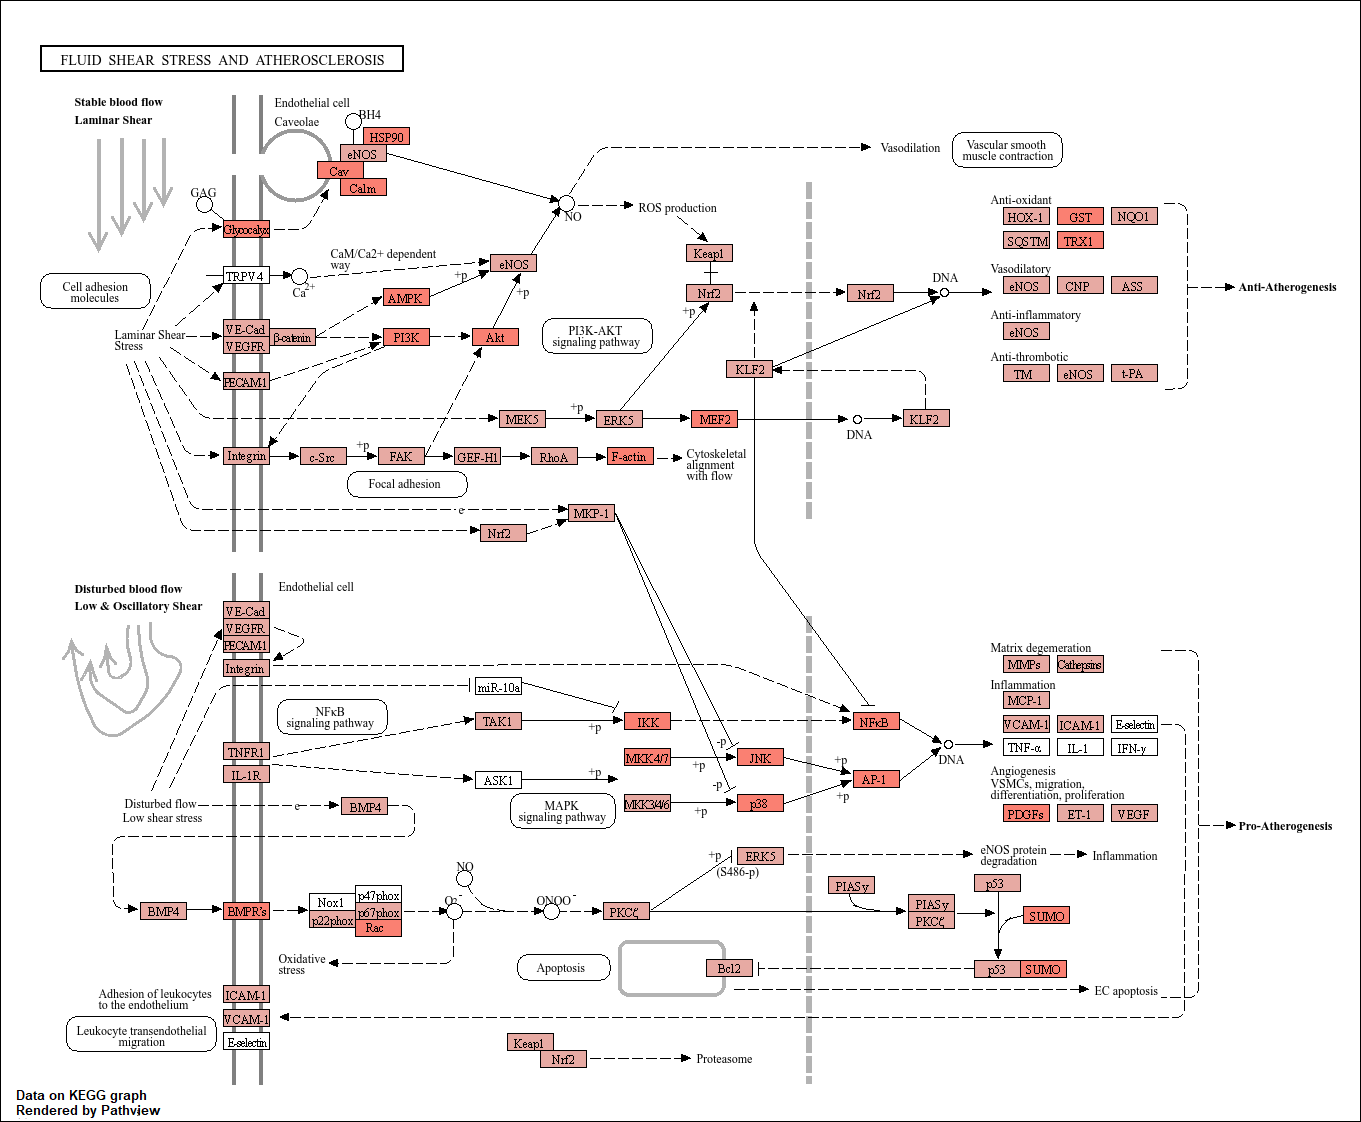 FLUID SHEAR STRESS AND ATHEROSCLEROSIS
Stable blood flow
Laminar Shear
Endothelial cell
Caveolae
BH4
HSP90
eNOS
Cav
Calm
Vasodilation
Vascular smooth
muscle contraction
GAG
Glycocalyx
NO
ROS production
Anti-oxidant
HOX-1
GST
NQO1
SQSTM
TRX1
Keap1
CaM/Ca2+ dependent
way
eNOS
TRPV4
Ca2+
Cell adhesion
molecules
AMPK
+p
+p
Nrf2
+p
Nrf2
DNA
Vasodilatory
eNOS
CNP
ASS
Anti-Atherogenesis
Anti-inflammatory
eNOS
Laminar Shear
Stress
VE-Cad
VEGFR
β-catenin
PI3K
Akt
PI3K-AKT
signaling pathway
Anti-thrombotic
TM
eNOS
t-PA
PECAM-1
KLF2
MEK5
+p
ERK5
MEF2
DNA
KLF2
Integrin
c-Src
+p
FAK
GEF-H1
RhoA
F-actin
Cytoskeletal
alignment
with flow
Focal adhesion
e
MKP-1
Nrf2
Disturbed blood flow
Low & Oscillatory Shear
Endothelial cell
VE-Cad
VEGFR
PECAM-1
Integrin
miR-10a
NFκB
signaling pathway
TAK1
+p
IKK
NFκB
Matrix degeneration
MMPs
Cathepsins
Inflammation
MCP-1
VCAM-1
ICAM-1
E-selectin
TNF-α
IL-1
IFN-γ
DNA
TNFR1
IL-1R
ASK1
+p
MKK4/7
+p
-p
JNK
+p
AP-1
+p
Angiogenesis
VSMCs, migration,
differentiation, proliferation
PDGFs
ET-1
VEGF
Pro-Atherogenesis
MAPK
signaling pathway
MKK3/4/6
+p
-p
p38
Disturbed flow
Low shear stress
e
BMP4
+p
(S486-p)
ERK5
eNOS protein
degradation
Inflammation
NO
BMP4
BMPR's
Nox1
p47phox
p22phox
p67phox
Rac
O2-
ONOO-
PKCζ
PIASy
PIASy
PKCζ
p53
SUMO
Oxidative
stress
Apoptosis
Bcl2
p53
SUMO
EC apoptosis
Adhesion of leukocytes
to the endothelium
ICAM-1
VCAM-1
E-selectin
Leukocyte transendothelial
migration
Keap1
Nrf2
Proteasome
Data on KEGG graph
Rendered by Pathview